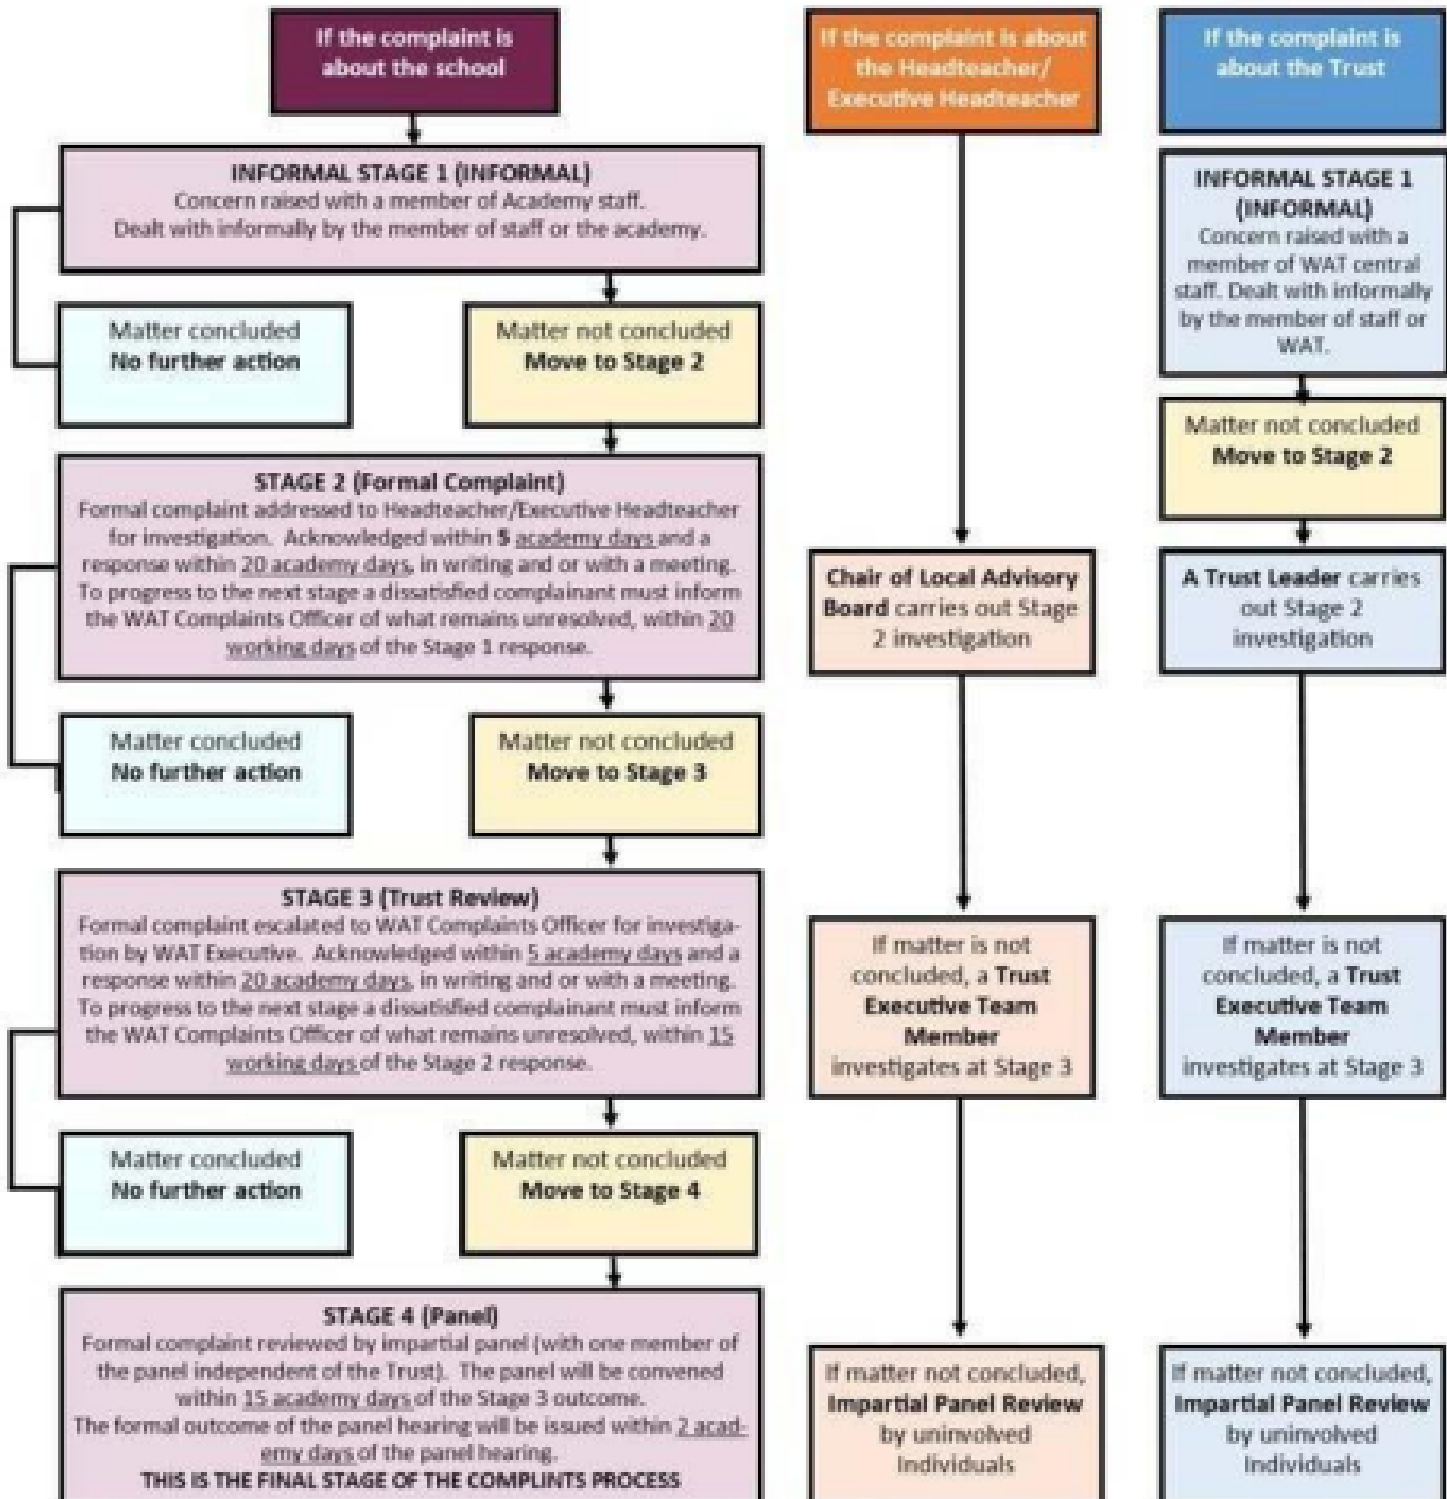 If the complaint is
about the school
INFORMAL STAGE 1 (INFORMAL)
Concern raised with a member of Academy staff.
Dealt with informally by the member of staff or the academy.
Matter concluded
No further action
Matter not concluded
Move to Stage 2
STAGE 2 (Formal Complaint)
Formal complaint addressed to Headteacher/Executive Headteacher
for investigation. Acknowledged within 5 academy days and a
response within 20 academy days, in writing and or with a meeting.
To progress to the next stage a dissatisfied complainant must inform
the WAT Complaints Officer of what remains unresolved, within 20
working days of the Stage 1 response.
Matter concluded
No further action
Matter not concluded
Move to Stage 3
STAGE 3 (Trust Review)
Formal complaint escalated to WAT Complaints Officer for investiga-
tion by WAT Executive. Acknowledged within 5 academy days and a
response within 20 academy days, in writing and or with a meeting.
To progress to the next stage a dissatisfied complainant must inform
the WAT Complaints Officer of what remains unresolved, within 15
working days of the Stage 2 response.
Matter concluded
No further action
Matter not concluded
Move to Stage 4
STAGE 4 (Panel)
Formal complaint reviewed by impartial panel (with one member of
the panel independent of the Trust). The panel will be convened
within 15 academy days of the Stage 3 outcome.
The formal outcome of the panel hearing will be issued within 2 acad-
emy days of the panel hearing.
THIS IS THE FINAL STAGE OF THE COMPLINTS PROCESS
If the complaint is about
the Headteacher/
Executive Headteacher
Chair of Local Advisory
Board carries out Stage
2 investigation
If matter is not
concluded, a Trust
Executive Team
Member
investigates at Stage 3
If matter not concluded,
Impartial Panel Review
by uninvolved
Individuals
If the complaint is
about the Trust
INFORMAL STAGE 1
(INFORMAL)
Concern raised with a
member of WAT central
staff. Dealt with informally
by the member of staff or
WAT.
Matter not concluded
Move to Stage 2
A Trust Leader carries
out Stage 2
investigation
If matter is not
concluded, a Trust
Executive Team
Member
investigates at Stage 3
If matter not concluded,
Impartial Panel Review
by uninvolved
Individuals